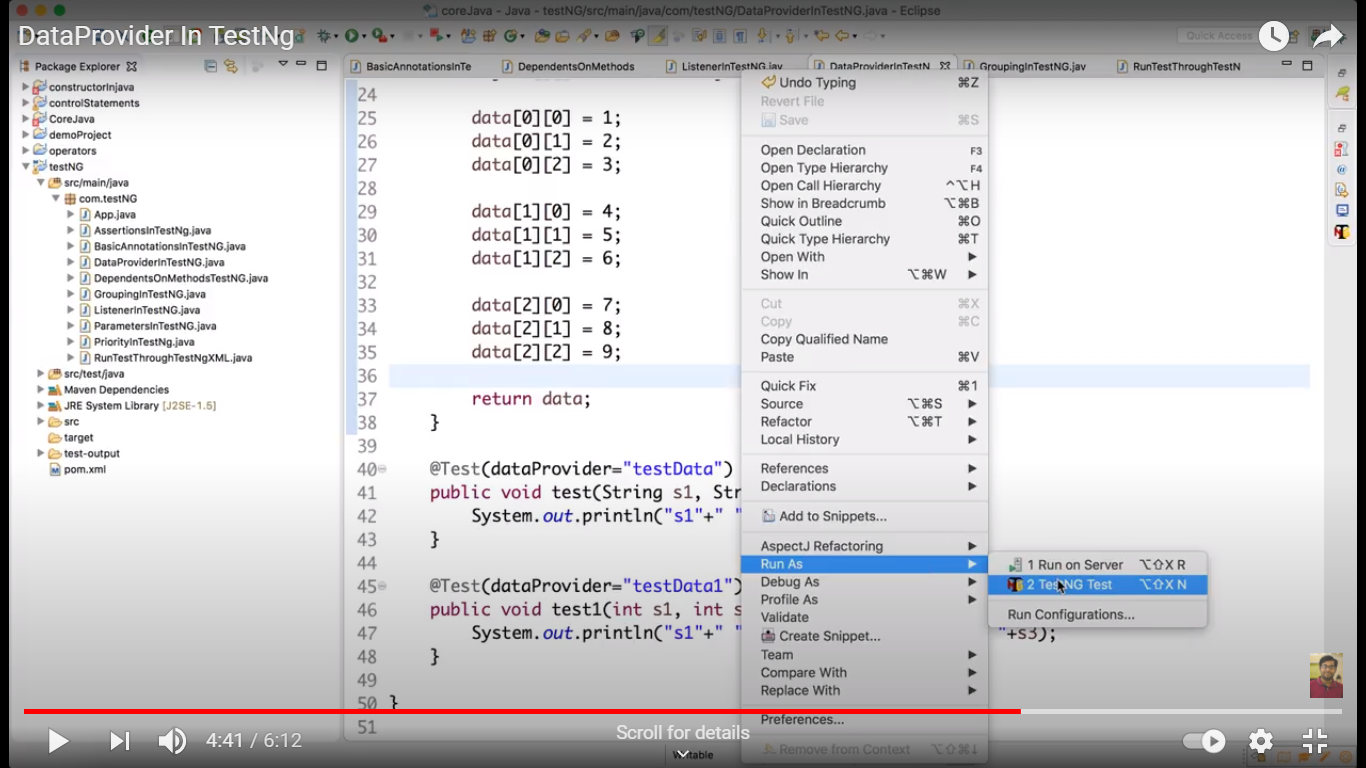 coreJava - Java - testNG/src/main/java/com/testNG/DataProviderInTestNG.java - Eclipse
DataProvider In TestNg
Quick Access
Package Explorer
BasicAnnotationsInTe
DependentsOnMethods
ListenerInTestNG.jav
DataProviderInTestN
GroupingInTestNG.jav
RunTestThroughTestN
constructorInjava
controlStatements
CoreJava
demoProject
operators
testNG
src/main/java
com.testNG
App.java
AssertionsInTestNg.java
BasicAnnotationsInTestNG.java
DataProviderInTestNG.java
DependentsOnMethodsTestNG.java
GroupingInTestNG.java
ListenerInTestNG.java
ParametersInTestNG.java
PriorityInTestNg.java
RunTestThroughTestNgXML.java
src/test/java
Maven Dependencies
JRE System Library [J2SE-1.5]
src
target
test-output
pom.xml
24
25 data[0][0] = 1;
26 data[0][1] = 2;
27 data[0][2] = 3;
28
29 data[1][0] = 4;
30 data[1][1] = 5;
31 data[1][2] = 6;
32
33 data[2][0] = 7;
34 data[2][1] = 8;
35 data[2][2] = 9;
36
37 return data;
38 }
39
40 @Test(dataProvider="testData")
41 public void test(String s1, Str
42 System.out.println("s1"+" "
43 }
44
45 @Test(dataProvider="testData1")
46 public void test1(int s1, int s
47 System.out.println("s1"+" " "+s3);
48 }
49
50 }
51
Undo Typing ⌘Z
Revert File
Save ⌘S
Open Declaration F3
Open Type Hierarchy F4
Open Call Hierarchy ^⌥H
Show in Breadcrumb ⌥⌘B
Quick Outline ⌘O
Quick Type Hierarchy ⌘T
Open With
Show In ⌥⌘W
Cut ⌘X
Copy ⌘C
Copy Qualified Name
Paste ⌘V
Quick Fix ⌘1
Source ⌥⌘S
Refactor ⌥⌘T
Local History
References
Declarations
Add to Snippets...
AspectJ Refactoring
Run As
Debug As
Profile As
Validate
Create Snippet...
Team
Compare With
Replace With
Preferences...
Remove from Context ⌥⇧⌘↓
1 Run on Server ⌥⇧X R
2 TestNG Test ⌥⇧X N
Run Configurations...
4:41 / 6:12
Scroll for details
Writable